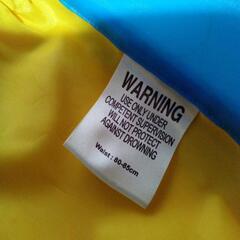 WARNING
USE ONLY UNDER
COMPETENT SUPERVISION
WILL NOT PROTECT
AGAINST DROWNING
Waist : 80-85cm